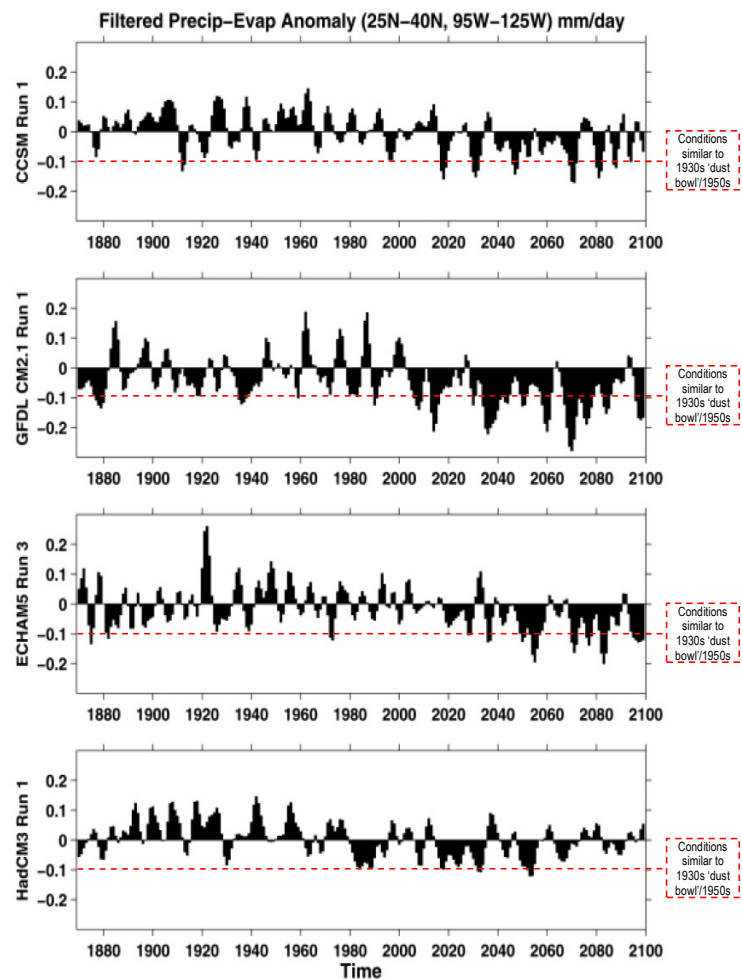 Filtered Precip–Evap Anomaly (25N–40N, 95W–125W) mm/day
CCSM Run 1
0.2
0.1
0
−0.1
−0.2
1880 1900 1920 1940 1960 1980 2000 2020 2040 2060 2080 2100
Conditions
similar to
1930s ‘dust
bowl’/1950s
GFDL CM2.1 Run 1
0.2
0.1
0
−0.1
−0.2
1880 1900 1920 1940 1960 1980 2000 2020 2040 2060 2080 2100
Conditions
similar to
1930s ‘dust
bowl’/1950s
ECHAM5 Run 3
0.2
0.1
0
−0.1
−0.2
1880 1900 1920 1940 1960 1980 2000 2020 2040 2060 2080 2100
Conditions
similar to
1930s ‘dust
bowl’/1950s
HadCM3 Run 1
0.2
0.1
0
−0.1
−0.2
1880 1900 1920 1940 1960 1980 2000 2020 2040 2060 2080 2100
Conditions
similar to
1930s ‘dust
bowl’/1950s
Time